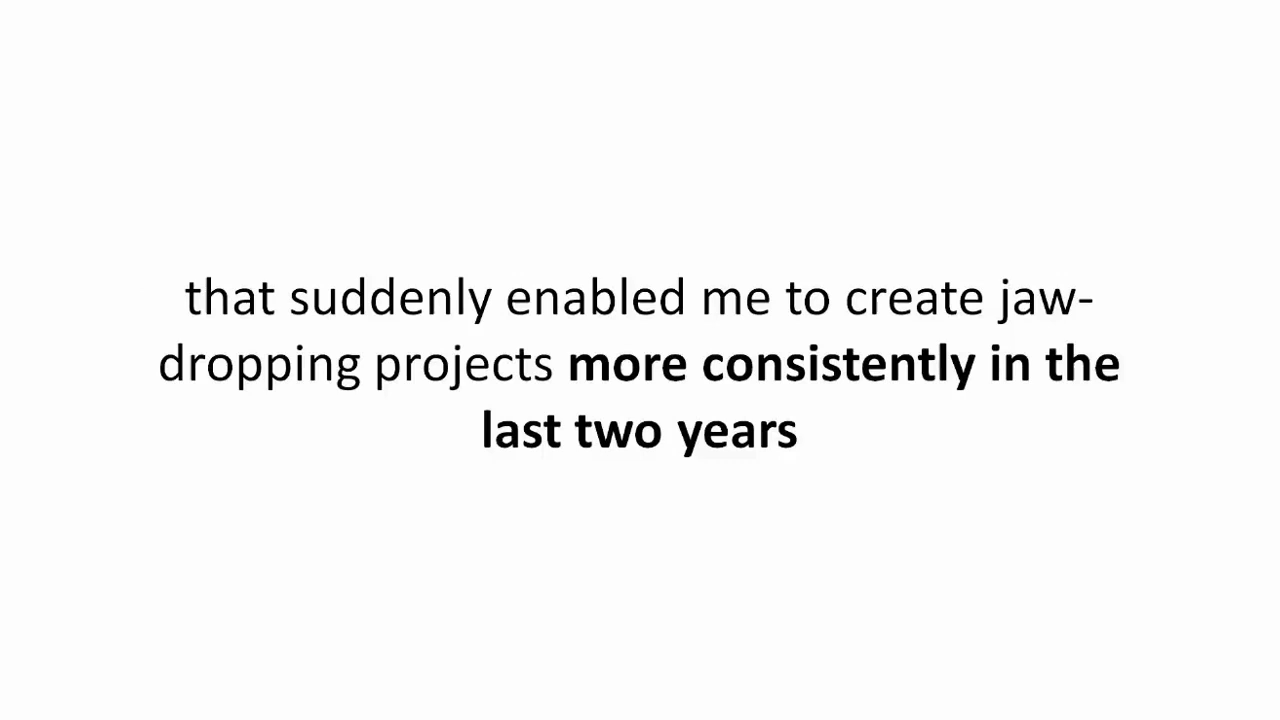 that suddenly enabled me to create jaw-
dropping projects more consistently in the
last two years